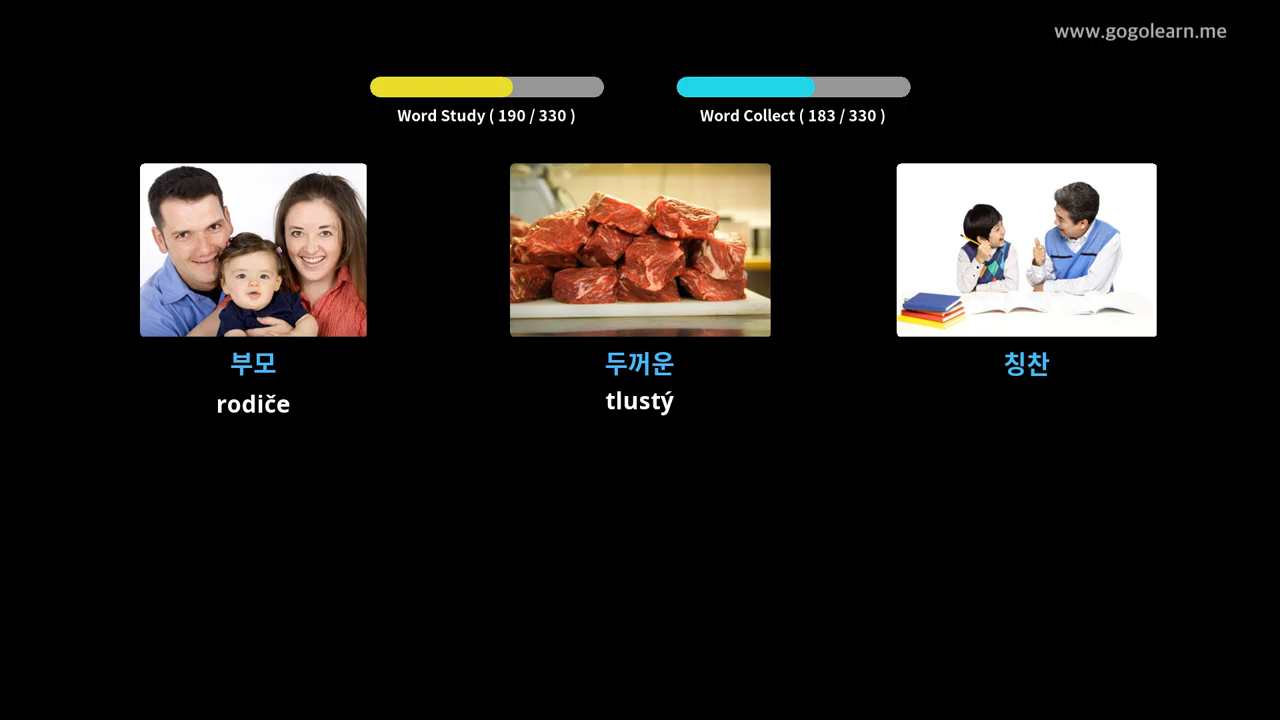 www.gogolearn.me
Word Study ( 190 / 330 )
Word Collect ( 183 / 330 )
부모
두꺼운
칭찬
rodiče
tlustý